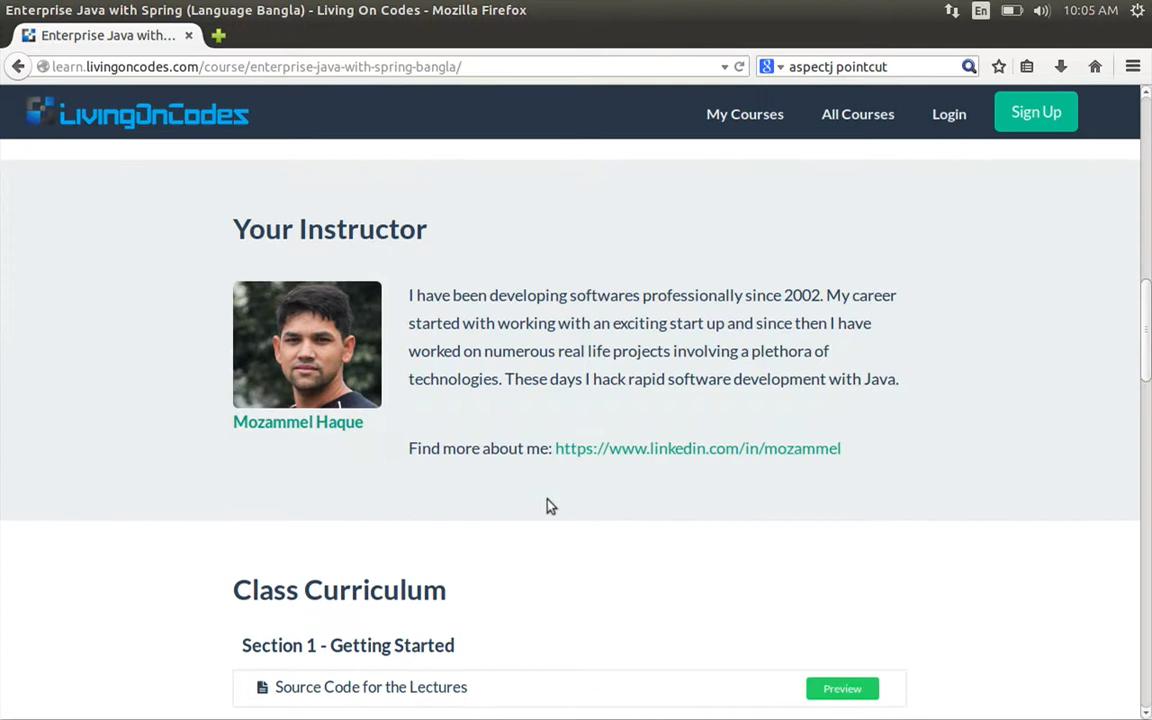 Enterprise Java with Spring (Language Bangla) - Living On Codes - Mozilla Firefox
En
10:05 AM
Enterprise Java with...
learn.livingoncodes.com/course/enterprise-java-with-spring-bangla/
aspectj pointcut
LivingOnCodes
My Courses
All Courses
Login
Sign Up
Your Instructor
I have been developing softwares professionally since 2002. My career
started with working with an exciting start up and since then I have
worked on numerous real life projects involving a plethora of
technologies. These days I hack rapid software development with Java.
Mozammel Haque
Find more about me: https://www.linkedin.com/in/mozammel
Class Curriculum
Section 1 - Getting Started
Source Code for the Lectures
Preview